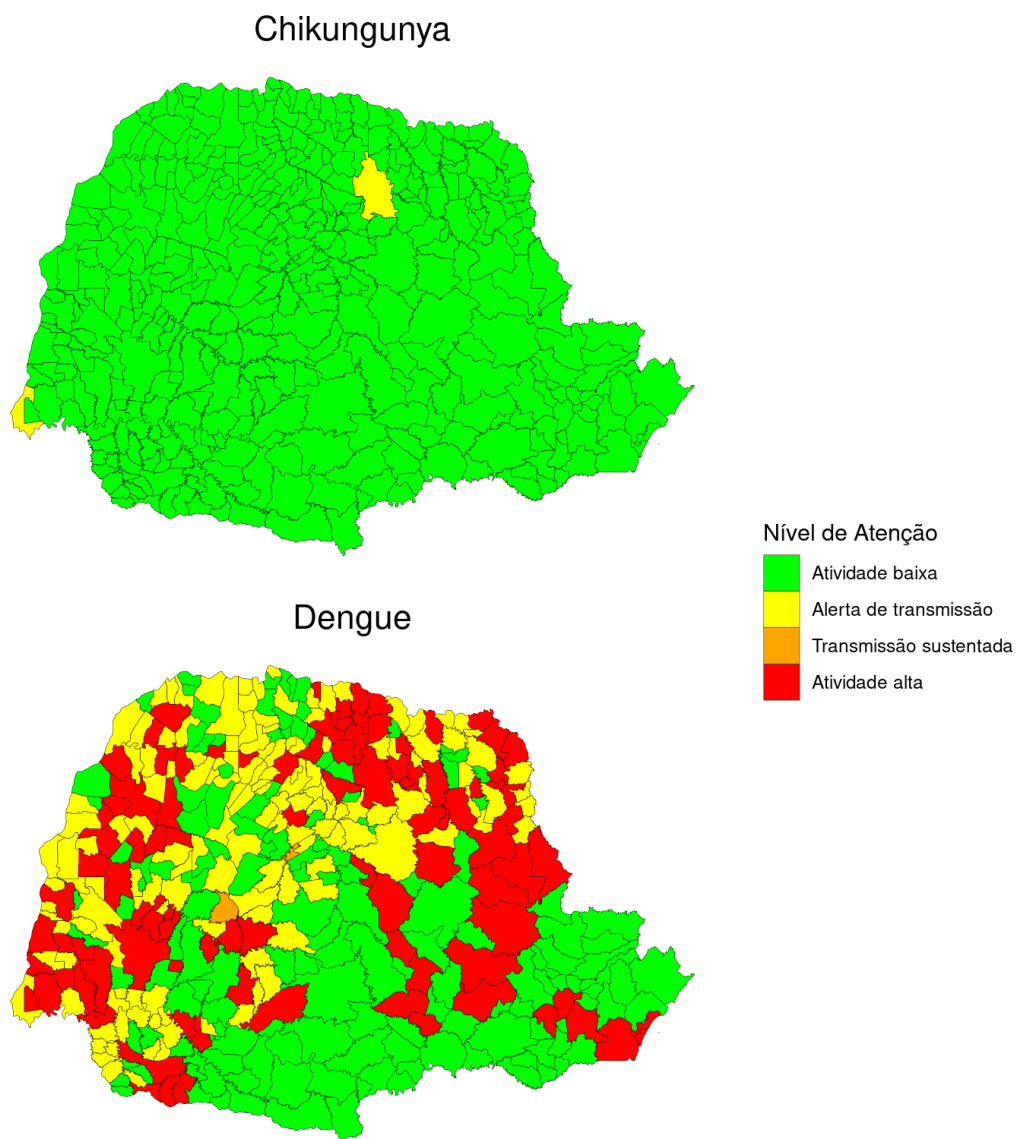 Chikungunya
Nível de Atenção
Atividade baixa
Alerta de transmissão
Transmissão sustentada
Atividade alta
Dengue